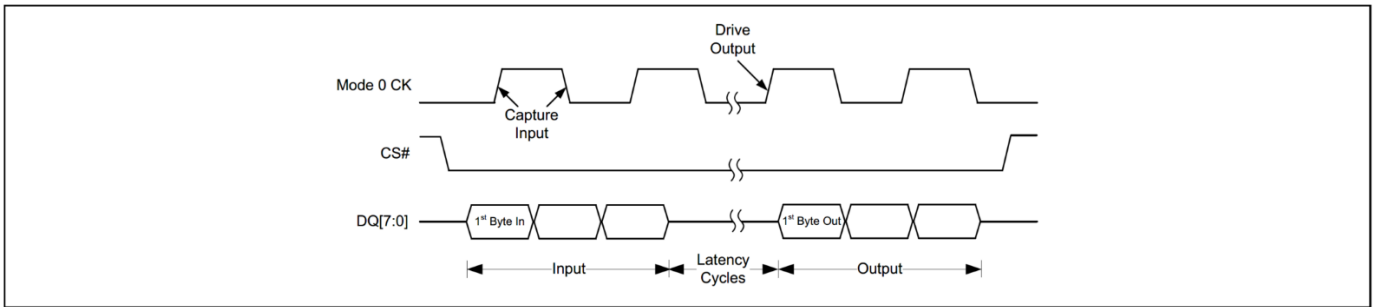 Drive
Output
Mode 0 CK
Capture
Input
CS#
DQ[7:0]
1st Byte In
1st Byte Out
Input
Latency
Cycles
Output